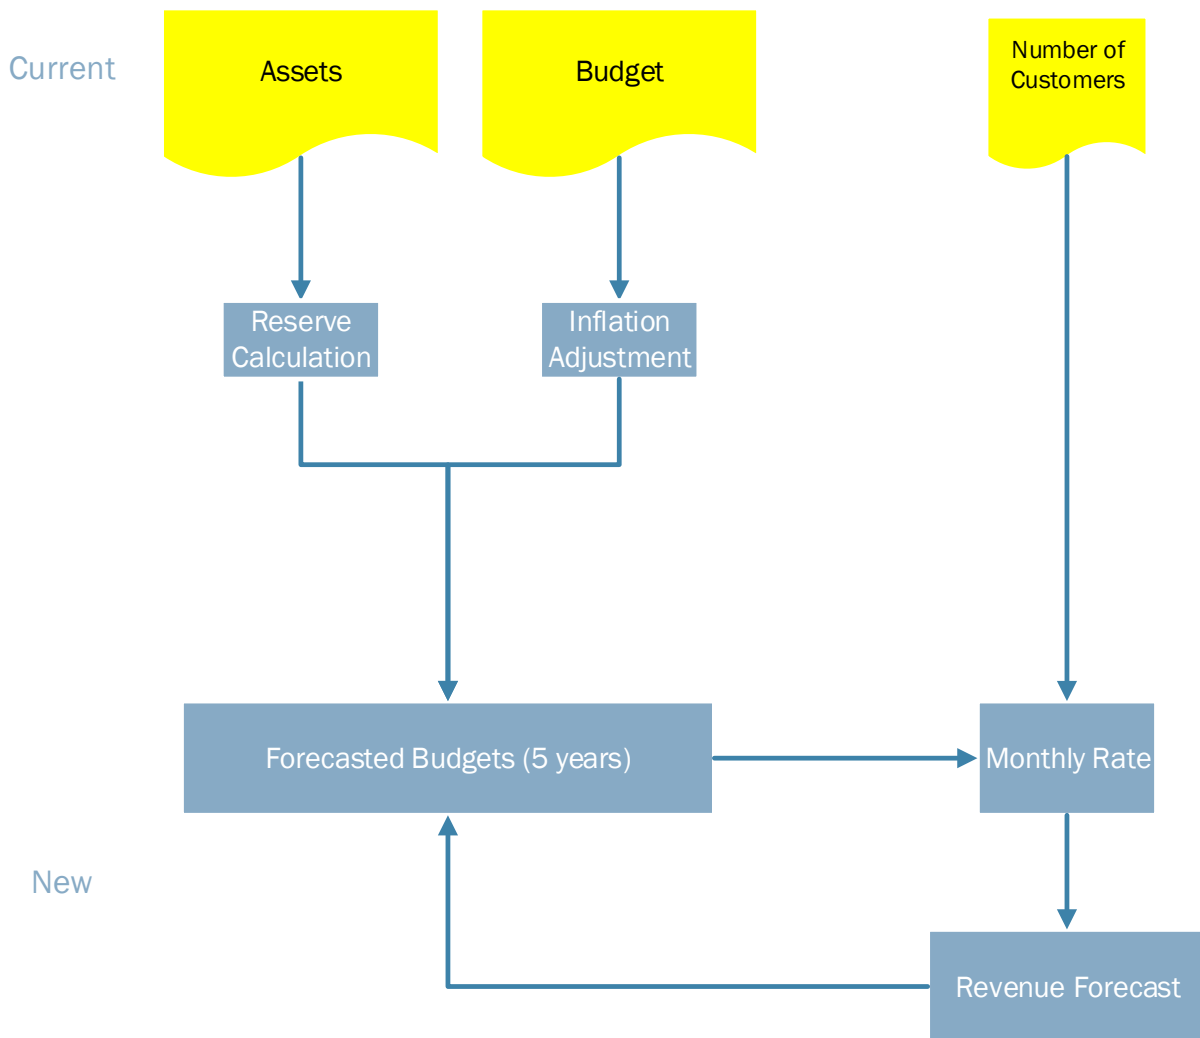 Current
Assets
Budget
Number of
Customers
Reserve
Calculation
Inflation
Adjustment
Forecasted Budgets (5 years)
Monthly Rate
New
Revenue Forecast